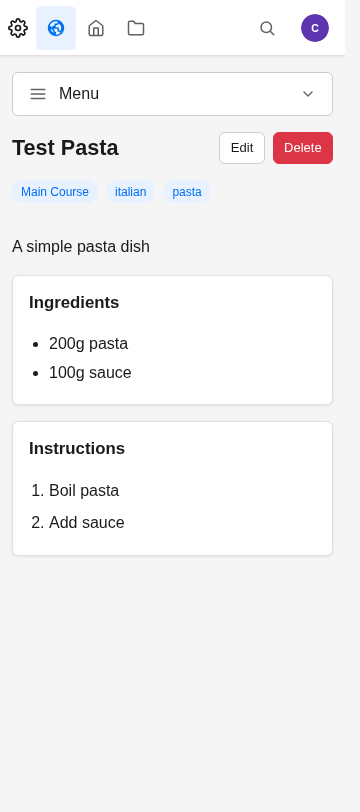 C
Menu
Test Pasta
Edit
Delete
Main Course
italian
pasta
A simple pasta dish
Ingredients
• 200g pasta
• 100g sauce
Instructions
1. Boil pasta
2. Add sauce